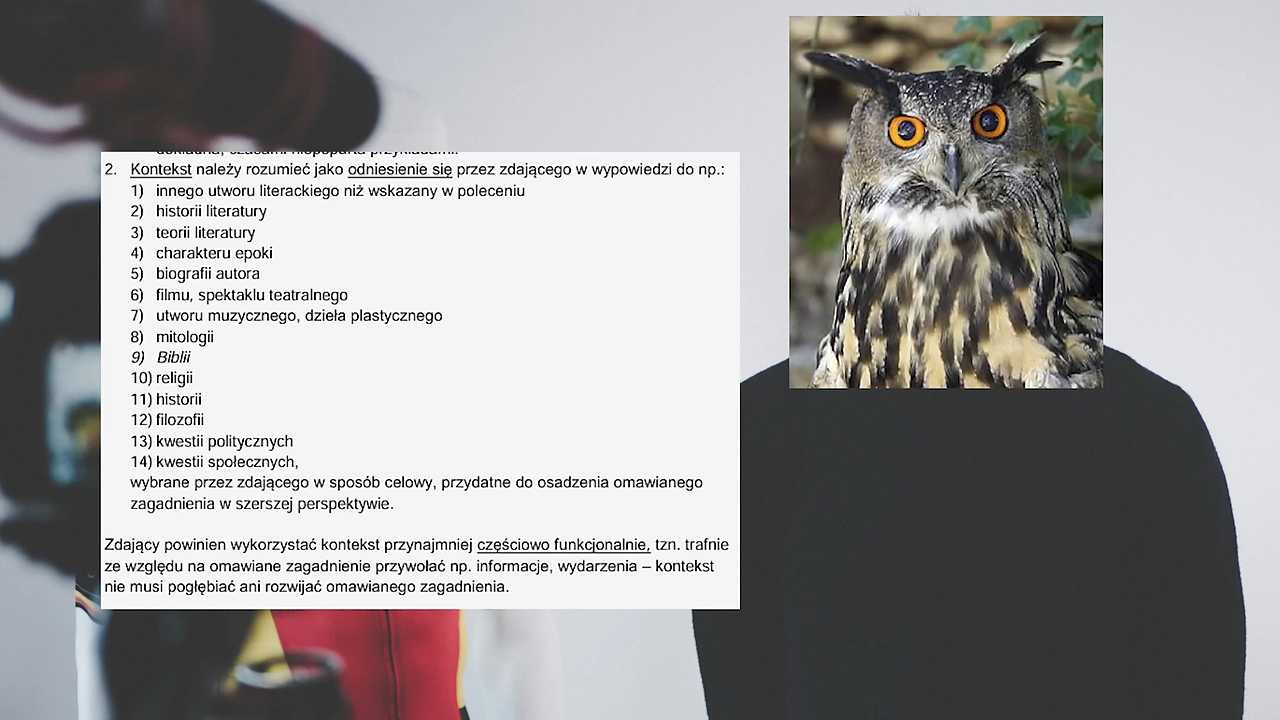 2. Kontekst należy rozumieć jako odniesienie się przez zdającego w wypowiedzi do np.:
1) innego utworu literackiego niż wskazany w poleceniu
2) historii literatury
3) teorii literatury
4) charakteru epoki
5) biografii autora
6) filmu, spektaklu teatralnego
7) utworu muzycznego, dzieła plastycznego
8) mitologii
9) Biblii
10) religii
11) historii
12) filozofii
13) kwestii politycznych
14) kwestii społecznych,
wybrane przez zdającego w sposób celowy, przydatne do osadzenia omawianego
zagadnienia w szerszej perspektywie.
Zdający powinien wykorzystać kontekst przynajmniej częściowo funkcjonalnie, tzn. trafnie
ze względu na omawiane zagadnienie przywołać np. informacje, wydarzenia – kontekst
nie musi pogłębiać ani rozwijać omawianego zagadnienia.